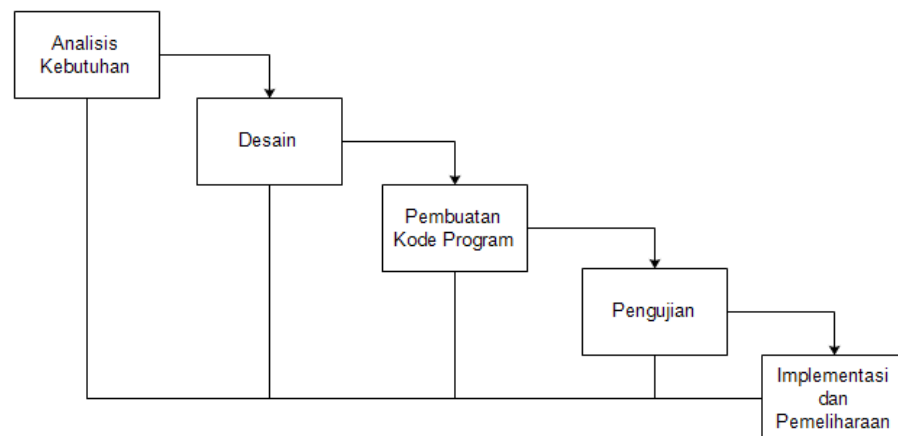 Analisis
Kebutuhan
Desain
Pembuatan
Kode Program
Pengujian
Implementasi
dan
Pemeliharaan